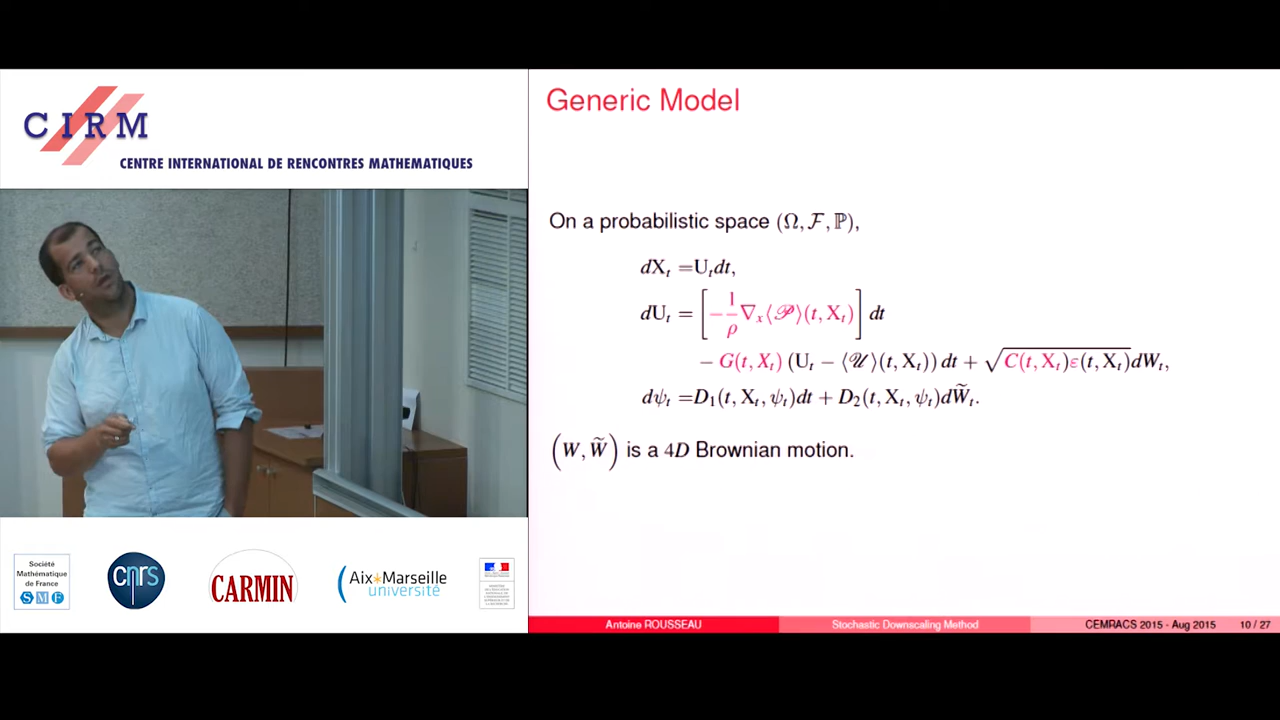 CIRM
CENTRE INTERNATIONAL DE RENCONTRES MATHEMATIQUES
Generic Model
On a probabilistic space (Ω, ℱ, ℙ),
dX_t = U_t dt,
dU_t = [ -1/ρ ∇_x⟨𝒫⟩(t, X_t) ] dt
- G(t, X_t) (U_t - ⟨𝒰⟩(t, X_t)) dt + √(C(t, X_t)ε(t, X_t)) dW_t,
dψ_t = D_1(t, X_t, ψ_t)dt + D_2(t, X_t, ψ_t)dW̃_t.
(W, W̃) is a 4D Brownian motion.
Société
Mathématique
de France
SMF
cnrs
CARMIN
Aix*Marseille
université
Antoine ROUSSEAU
Stochastic Downscaling Method
CEMRACS 2015 - Aug 2015
10 / 27